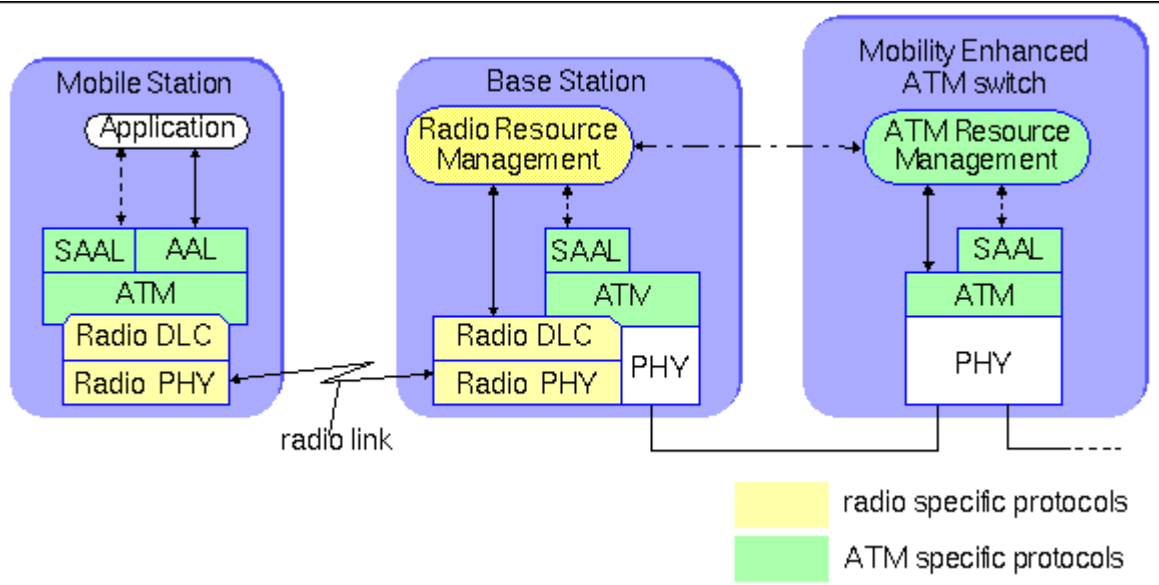 Mobile Station
Application
SAAL
AAL
ATM
Radio DLC
Radio PHY
radio link
Base Station
Radio Resource
Management
SAAL
ATM
Radio DLC
Radio PHY
PHY
Mobility Enhanced
ATM switch
ATM Resource
Management
SAAL
ATM
PHY
radio specific protocols
ATM specific protocols